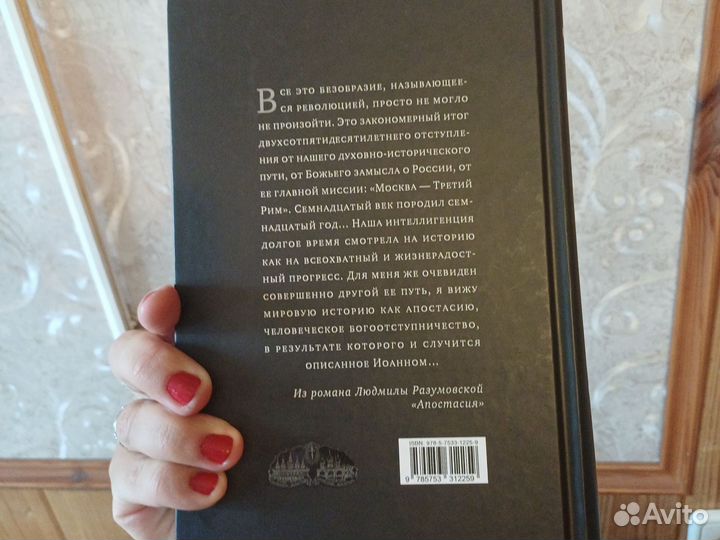 Все это безобразие, называющее-
ся революцией, просто не могло
не произойти. Это закономерный итог
двухсотпятидесятилетнего отступле-
ния от нашего духовно-исторического
пути, от Божьего замысла о России, от
ее главной миссии: «Москва — Третий
Рим». Семнадцатый век породил сем-
надцатый год... Наша интеллигенция
долгое время смотрела на историю
как на всеохватный и жизнерадост-
ный прогресс. Для меня же очевиден
совершенно другой ее путь, я вижу
мировую историю как апостасию,
человеческое богоотступничество,
в результате которого и случится
описанное Иоанном...
Из романа Людмилы Разумовской
«Апостасия»
ISBN 978-5-7533-1225-9
9 785753 312259
Avito